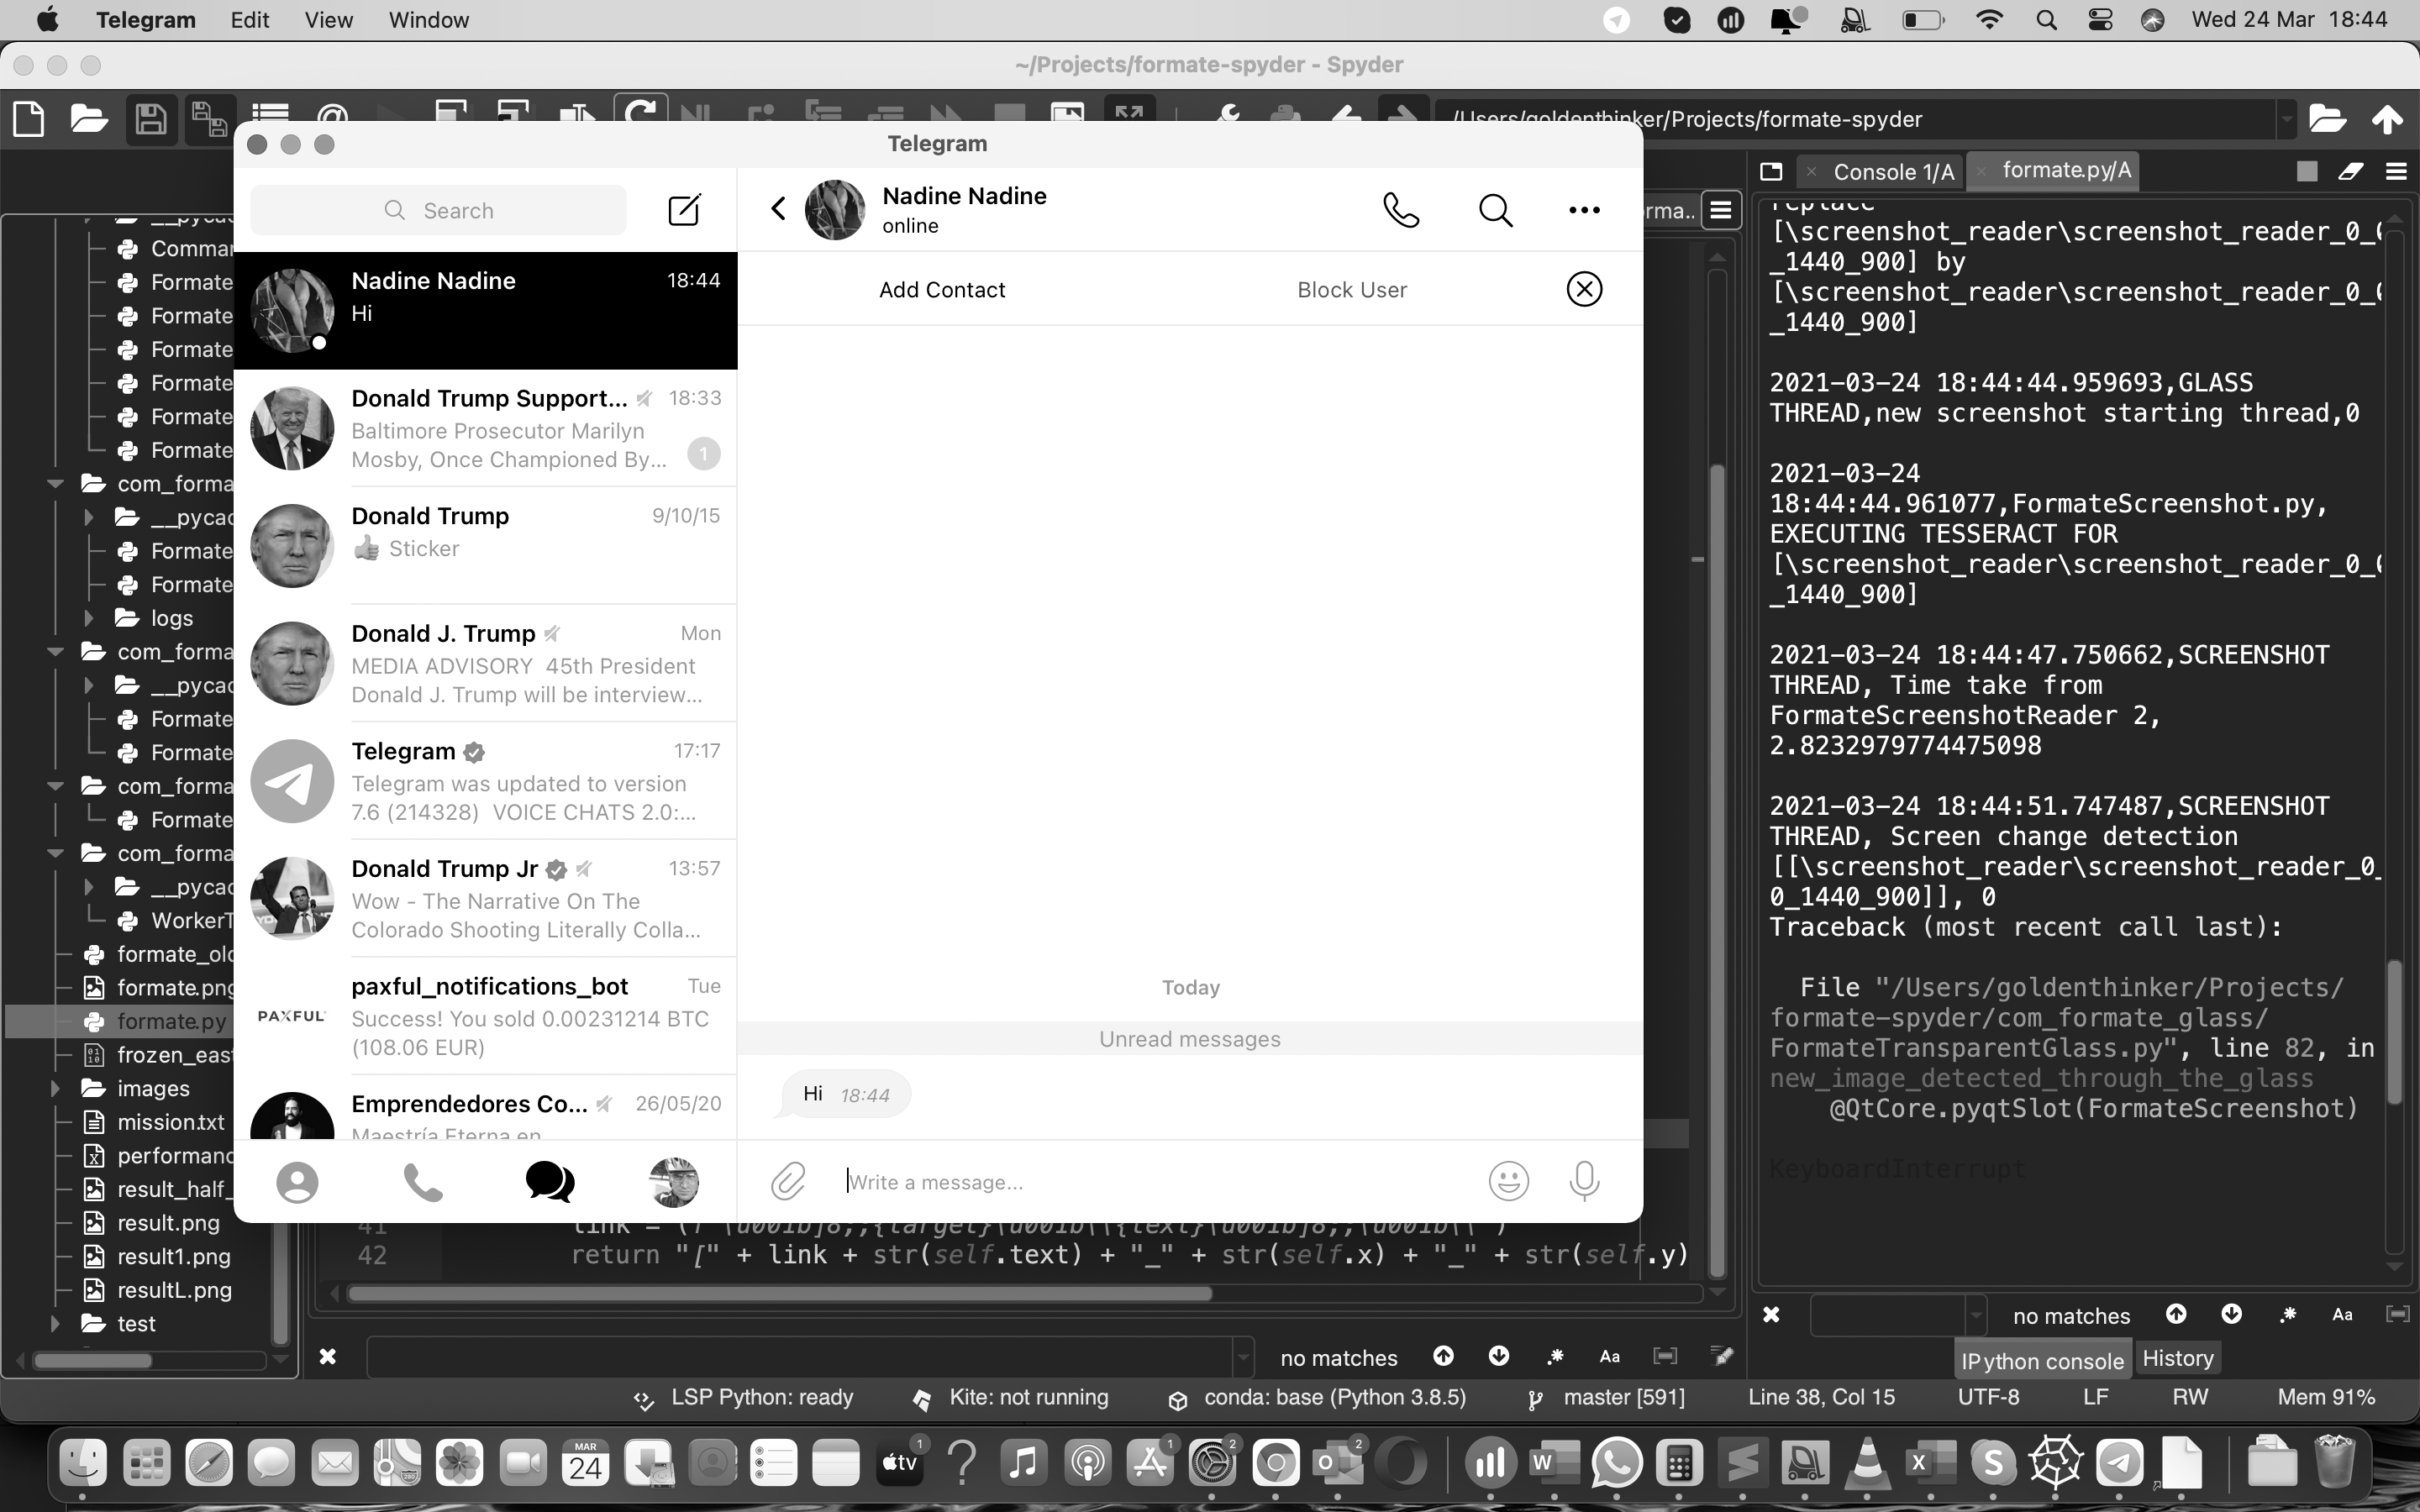 Telegram Edit View Window Wed 24 Mar 18:44
~/Projects/formate-spyder - Spyder
/Users/goldenthinker/Projects/formate-spyder
Telegram
Search
Nadine Nadine 18:44
Hi
Donald Trump Support... 18:33
Baltimore Prosecutor Marilyn
Mosby, Once Championed By... 1
Donald Trump 9/10/15
Sticker
Donald J. Trump Mon
MEDIA ADVISORY 45th President
Donald J. Trump will be interview...
Telegram 17:17
Telegram was updated to version
7.6 (214328) VOICE CHATS 2.0:...
Donald Trump Jr 13:57
Wow - The Narrative On The
Colorado Shooting Literally Colla...
PAXFUL
paxful_notifications_bot Tue
Success! You sold 0.00231214 BTC
(108.06 EUR)
Emprendedores Co... 26/05/20
Maestría Eterna en
Nadine Nadine
online
Add Contact Block User
Today
Unread messages
Hi 18:44
Write a message...
__pycac
Commar
Formate
Formate
Formate
Formate
Formate
Formate
com_forma
__pycac
Formate
Formate
logs
com_forma
__pycac
Formate
Formate
com_forma
Formate
com_forma
__pycac
WorkerT
formate_old
formate.png
formate.py
frozen_east
images
mission.txt
performanc
result_half_
result.png
result1.png
resultL.png
test
41 link = (f"\u001b]8;;{target}\u001b\\{text}\u001b]8;;\u001b\\")
42 return "[" + link + str(self.text) + "_" + str(self.x) + "_" + str(self.y)
no matches Aa
rma..
Console 1/A formate.py/A
replace
[\screenshot_reader\screenshot_reader_0_0
_1440_900] by
[\screenshot_reader\screenshot_reader_0_0
_1440_900]
2021-03-24 18:44:44.959693,GLASS
THREAD,new screenshot starting thread,0
2021-03-24
18:44:44.961077,FormateScreenshot.py,
EXECUTING TESSERACT FOR
[\screenshot_reader\screenshot_reader_0_0
_1440_900]
2021-03-24 18:44:47.750662,SCREENSHOT
THREAD, Time take from
FormateScreenshotReader 2,
2.8232979774475098
2021-03-24 18:44:51.747487,SCREENSHOT
THREAD, Screen change detection
[[\screenshot_reader\screenshot_reader_0_
0_1440_900]], 0
Traceback (most recent call last):
File "/Users/goldenthinker/Projects/
formate-spyder/com_formate_glass/
FormateTransparentGlass.py", line 82, in
new_image_detected_through_the_glass
@QtCore.pyqtSlot(FormateScreenshot)
KeyboardInterrupt
no matches Aa
IPython console History
LSP Python: ready Kite: not running conda: base (Python 3.8.5) master [591] Line 38, Col 15 UTF-8 LF RW Mem 91%
MAR
24
tv 1
1
2
2